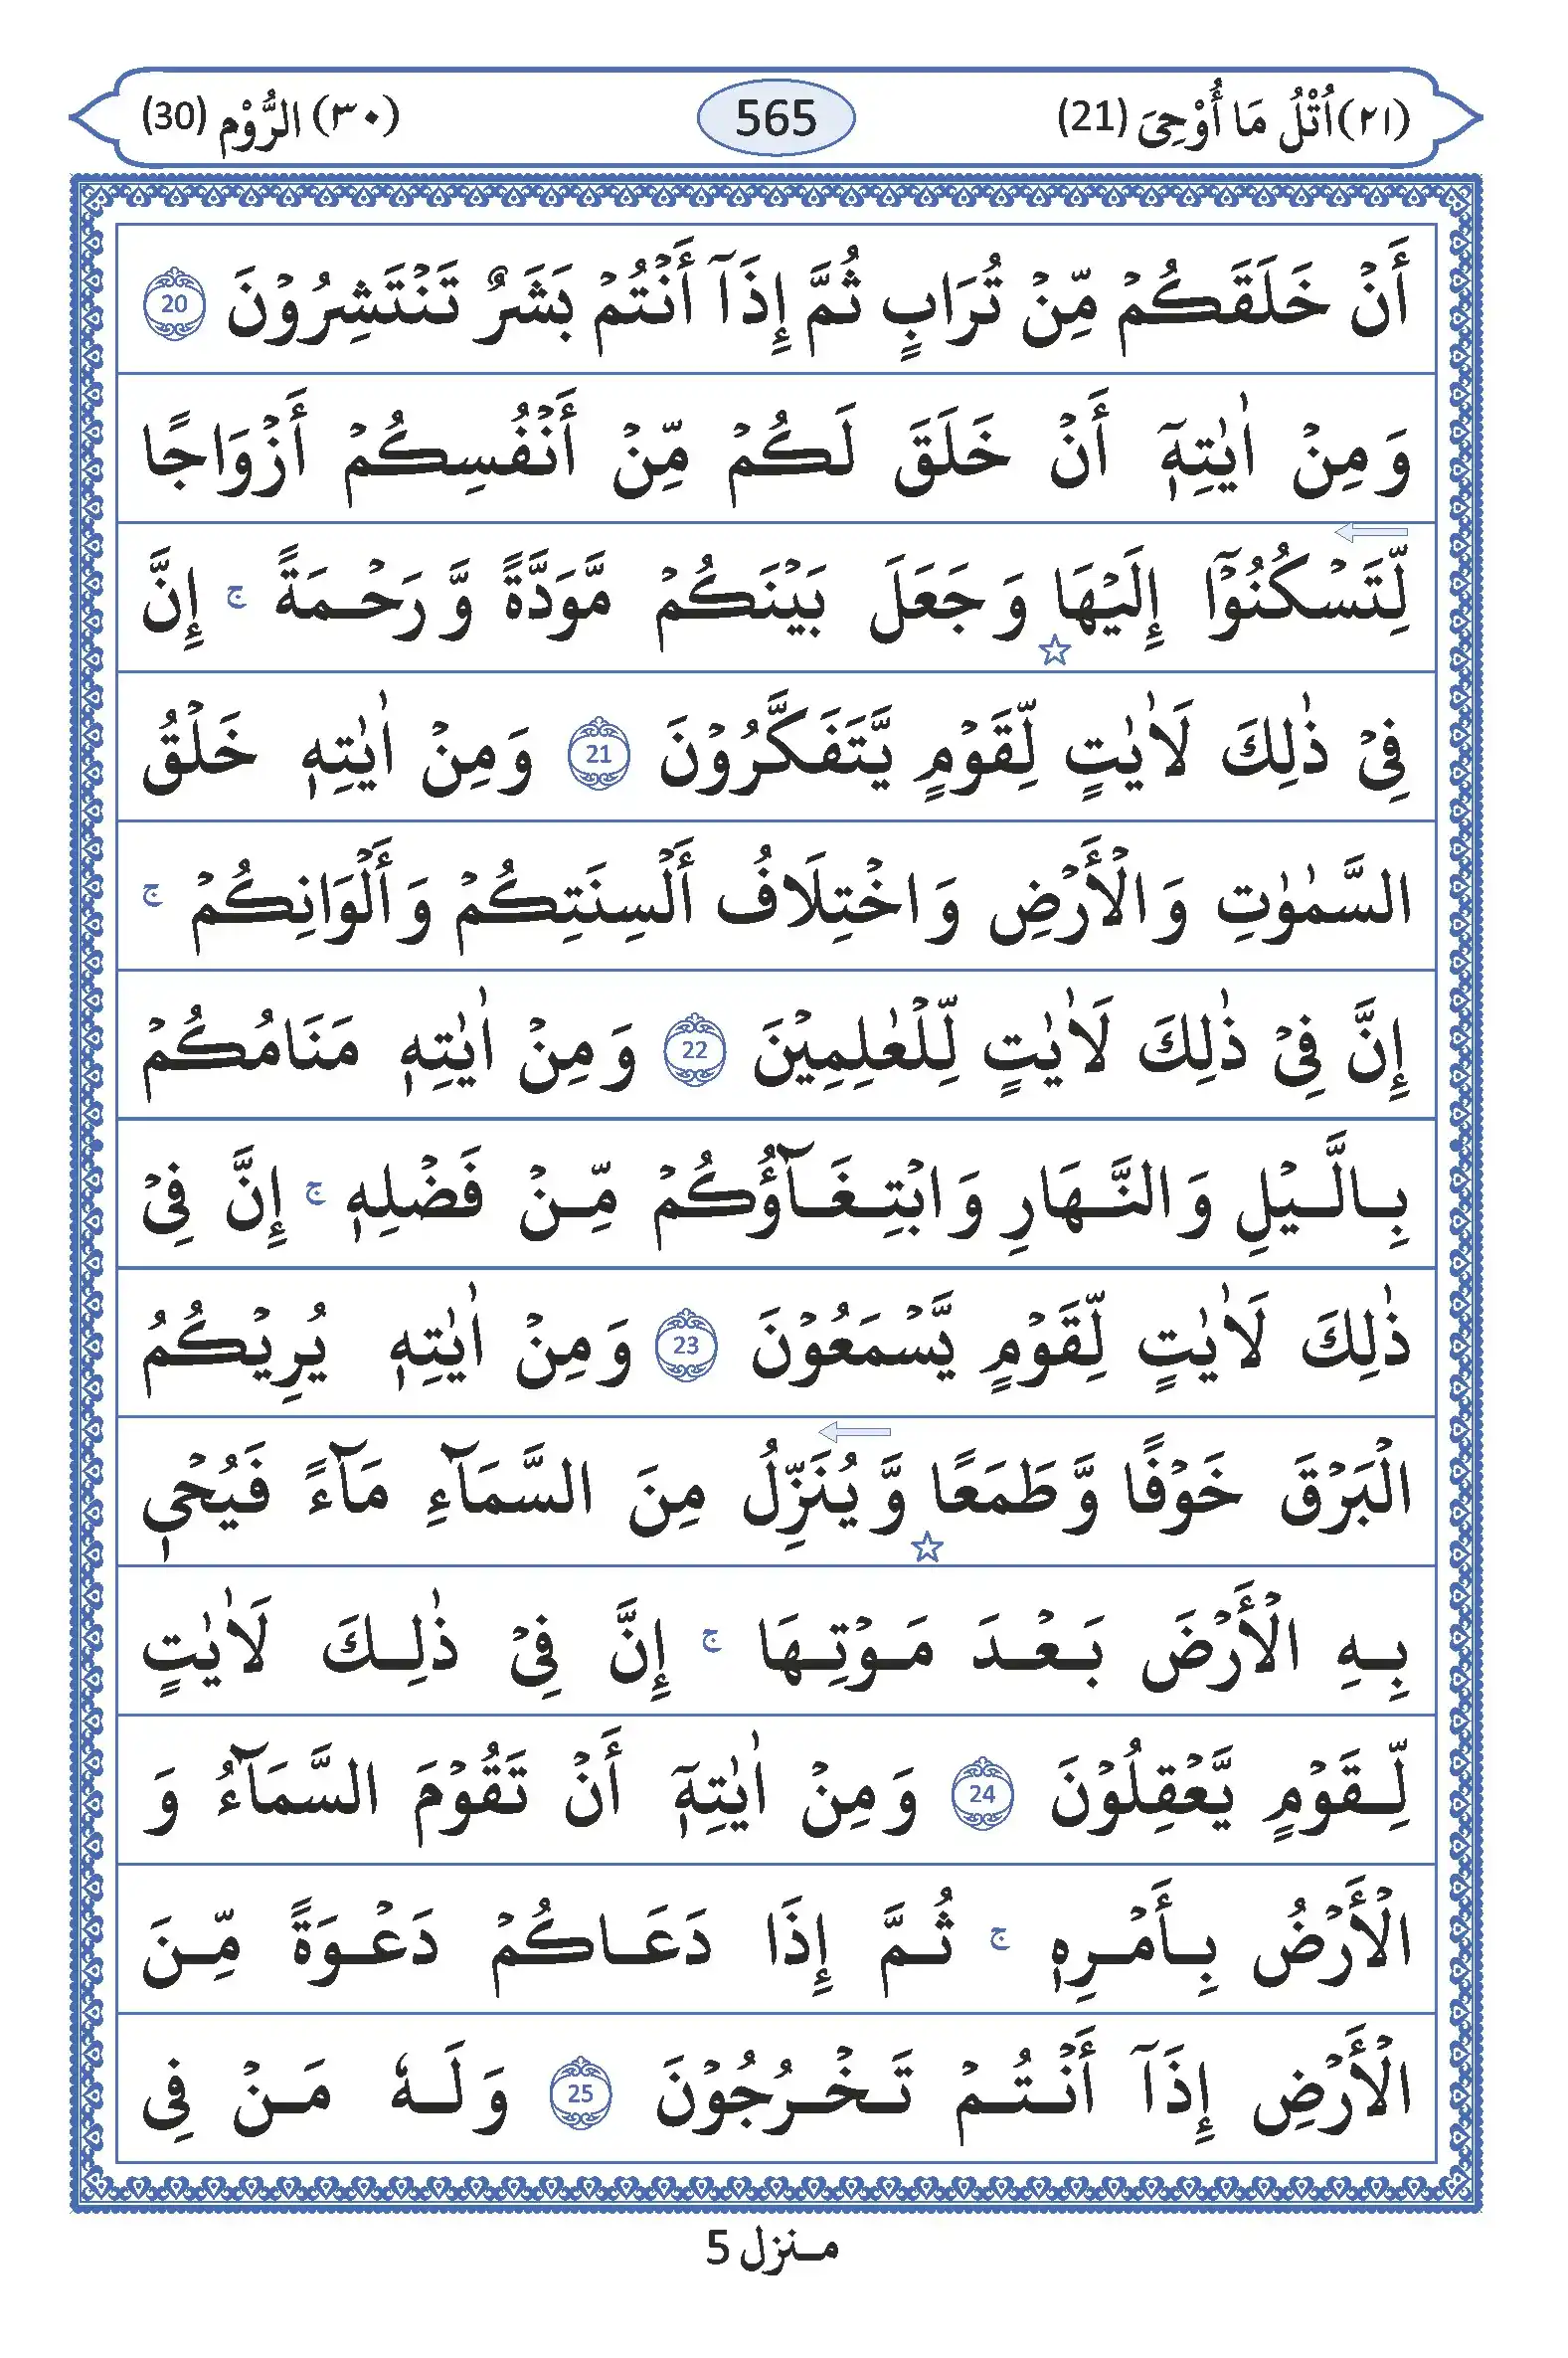 (٢١) اُتْلُ مَا أُوْحِىَ (21) 565 (٣٠) الرُّوْم (30)
أَنْ خَلَقَكُمْ مِّنْ تُرَابٍ ثُمَّ إِذَآ أَنْتُمْ بَشَرٌ تَنْتَشِرُوْنَ 20
وَمِنْ اٰيٰتِهٖٓ أَنْ خَلَقَ لَكُمْ مِّنْ أَنْفُسِكُمْ أَزْوَاجًا
لِّتَسْكُنُوْٓا إِلَيْهَا وَجَعَلَ بَيْنَكُمْ مَّوَدَّةً وَّرَحْمَةً ج إِنَّ
فِىْ ذٰلِكَ لَاٰيٰتٍ لِّقَوْمٍ يَّتَفَكَّرُوْنَ 21 وَمِنْ اٰيٰتِهٖ خَلْقُ
السَّمٰوٰتِ وَالْأَرْضِ وَاخْتِلَافُ أَلْسِنَتِكُمْ وَأَلْوَانِكُمْ ج
إِنَّ فِىْ ذٰلِكَ لَاٰيٰتٍ لِّلْعٰلِمِيْنَ 22 وَمِنْ اٰيٰتِهٖ مَنَامُكُمْ
بِالَّيْلِ وَالنَّهَارِ وَابْتِغَآؤُكُمْ مِّنْ فَضْلِهٖ ج إِنَّ فِىْ
ذٰلِكَ لَاٰيٰتٍ لِّقَوْمٍ يَّسْمَعُوْنَ 23 وَمِنْ اٰيٰتِهٖ يُرِيْكُمُ
الْبَرْقَ خَوْفًا وَّطَمَعًا وَّيُنَزِّلُ مِنَ السَّمَآءِ مَآءً فَيُحْىٖ
بِهِ الْأَرْضَ بَعْدَ مَوْتِهَا ج إِنَّ فِىْ ذٰلِكَ لَاٰيٰتٍ
لِّقَوْمٍ يَّعْقِلُوْنَ 24 وَمِنْ اٰيٰتِهٖٓ أَنْ تَقُوْمَ السَّمَآءُ وَ
الْأَرْضُ بِأَمْرِهٖ ج ثُمَّ إِذَا دَعَاكُمْ دَعْوَةً مِّنَ
الْأَرْضِ إِذَآ أَنْتُمْ تَخْرُجُوْنَ 25 وَلَهٗ مَنْ فِى
مـنزل 5